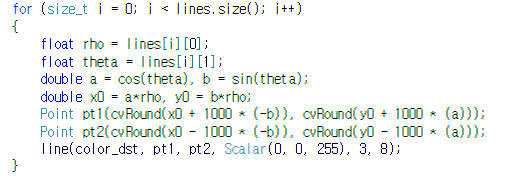 for (size_t i = 0; i < lines.size(); i++)
{
    float rho = lines[i][0];
    float theta = lines[i][1];
    double a = cos(theta), b = sin(theta);
    double x0 = a*rho, y0 = b*rho;
    Point pt1(cvRound(x0 + 1000 * (-b)), cvRound(y0 + 1000 * (a)));
    Point pt2(cvRound(x0 - 1000 * (-b)), cvRound(y0 - 1000 * (a)));
    line(color_dst, pt1, pt2, Scalar(0, 0, 255), 3, 8);
}